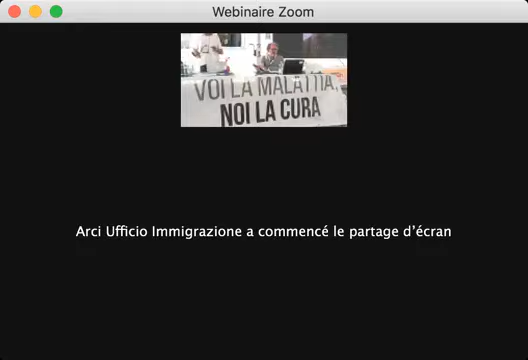 Webinaire Zoom
VOI LA MALATTIA,
NOI LA CURA
Arci Ufficio Immigrazione a commencé le partage d'écran